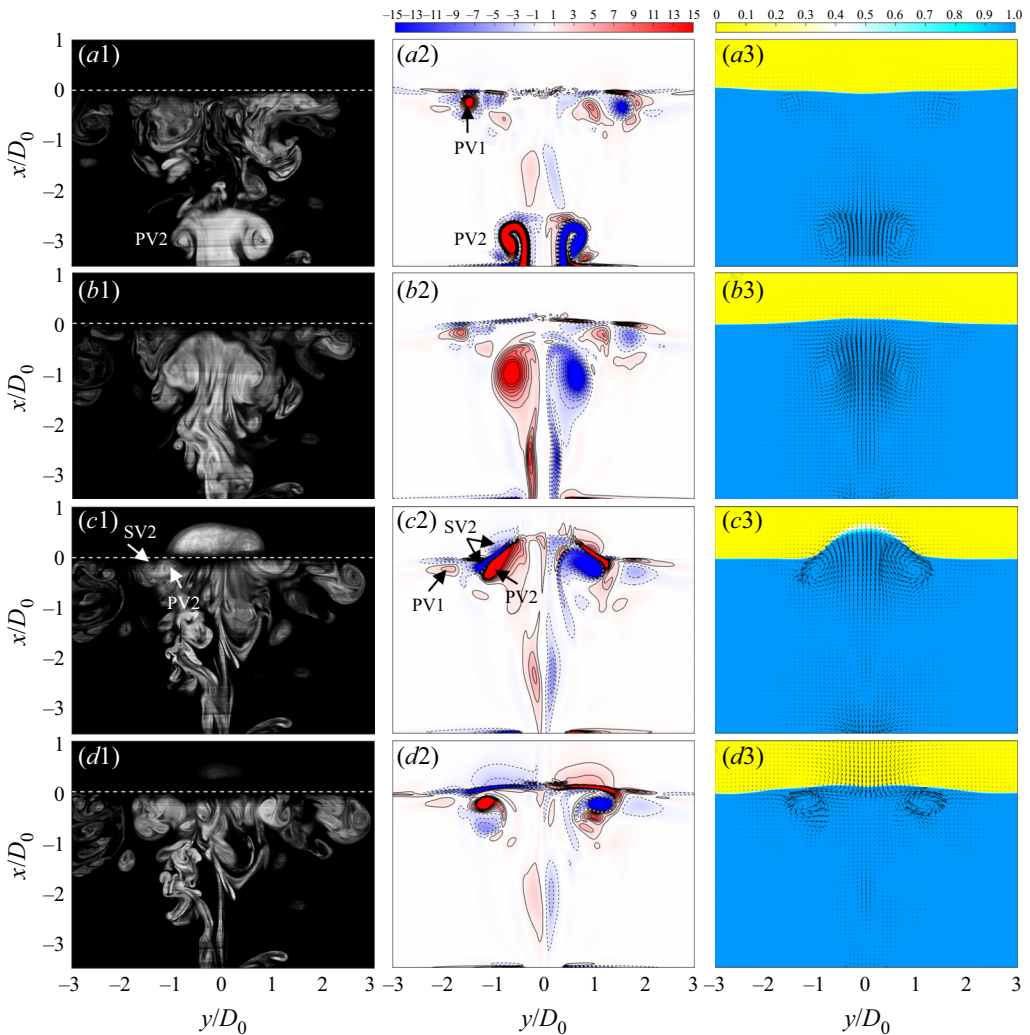 −15−13−11−9 −7 −5 −3 −1 1 3 5 7 9 11 13 15
0 0.1 0.2 0.3 0.4 0.5 0.6 0.7 0.8 0.9 1.0
(a1) (a2) (a3)
1
0
−1
−2
−3
x/D0
PV2
PV1
PV2
(b1) (b2) (b3)
1
0
−1
−2
−3
x/D0
(c1) (c2) (c3)
1
0
−1
−2
−3
x/D0
SV2
PV2
SV2
PV1
PV2
(d1) (d2) (d3)
1
0
−1
−2
−3
x/D0
−3 −2 −1 0 1 2 3
−3 −2 −1 0 1 2 3
−3 −2 −1 0 1 2 3
y/D0 y/D0 y/D0